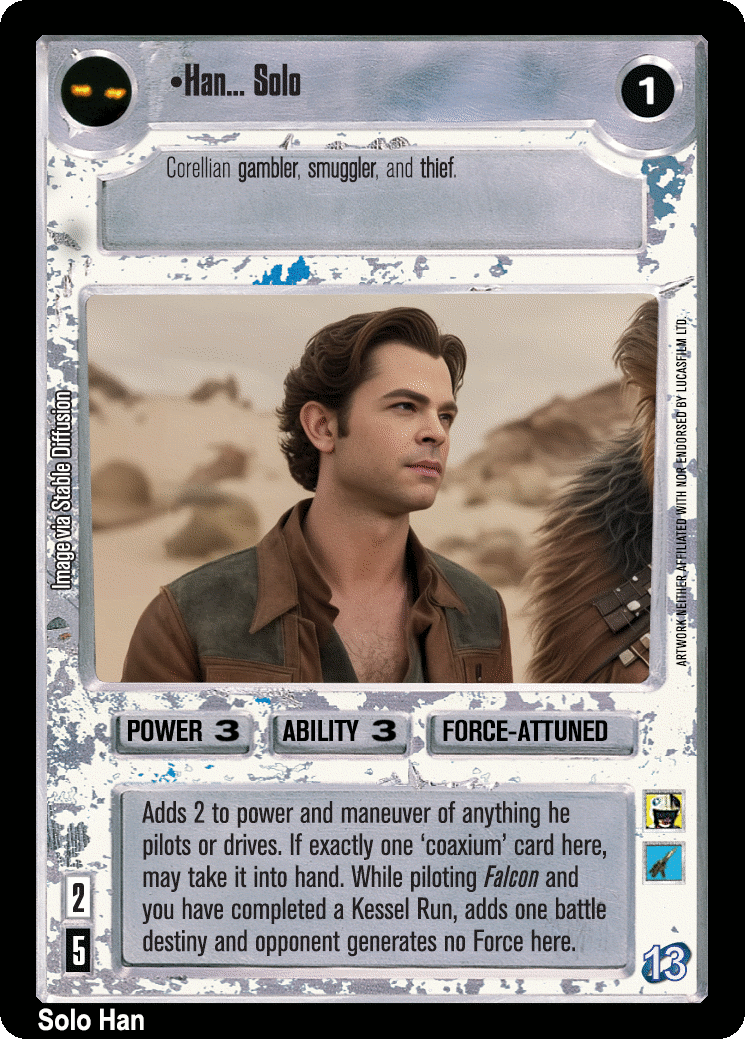 •Han... Solo
1
Corellian gambler, smuggler, and thief.
Image via Stable Diffusion
ARTWORK NEITHER AFFILIATED WITH NOR ENDORSED BY LUCASFILM LTD.
POWER 3
ABILITY 3
FORCE-ATTUNED
Adds 2 to power and maneuver of anything he
pilots or drives. If exactly one ‘coaxium’ card here,
may take it into hand. While piloting Falcon and
you have completed a Kessel Run, adds one battle
destiny and opponent generates no Force here.
2
5
13
Solo Han